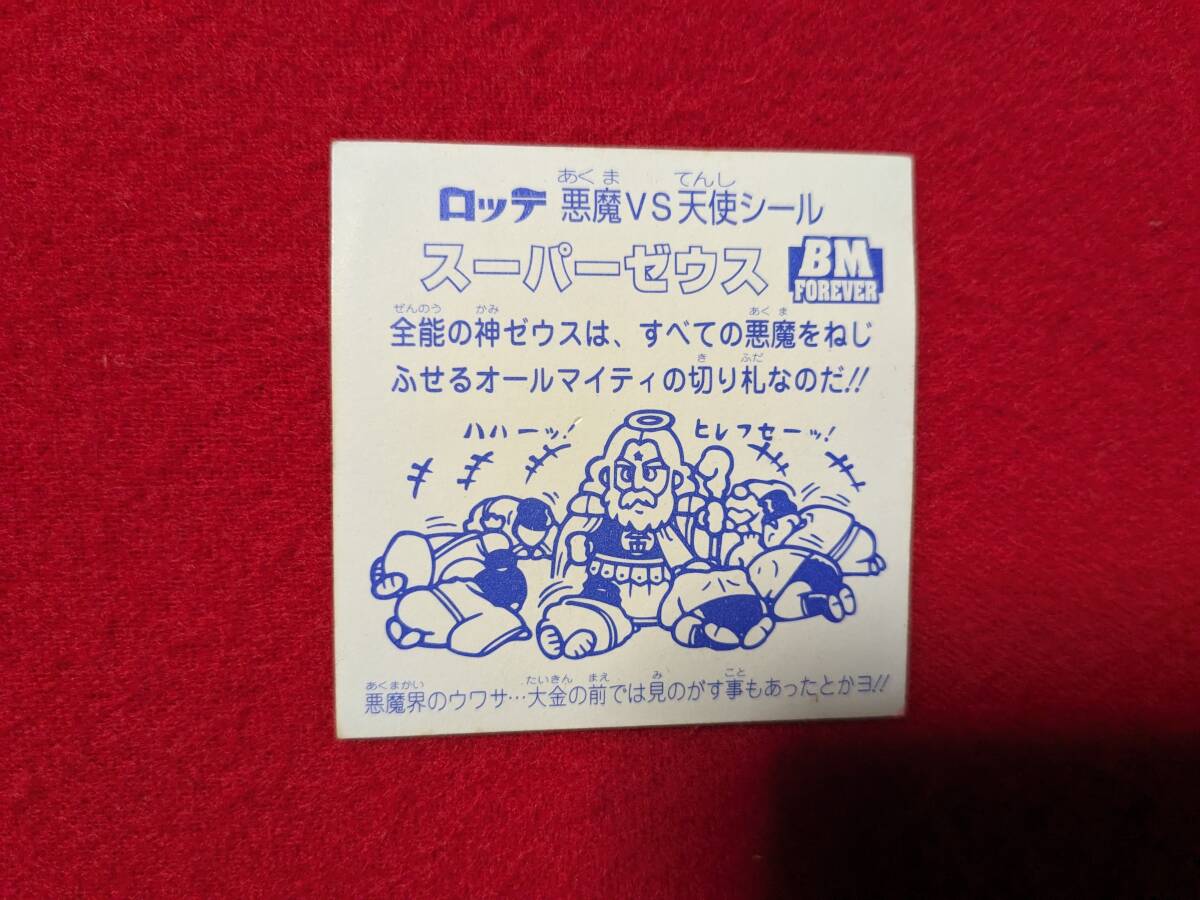 ロッテ 悪魔VS天使シール
あくま てんし
スーパーゼウス
BM
FOREVER
ぜんのう かみ あくま
全能の神ゼウスは、すべての悪魔をねじ
き ふだ
ふせるオールマイティの切り札なのだ!!
ハハーッ! ヒレフセーッ!
あくまかい たいきん まえ み こと
悪魔界のウワサ…大金の前では見のがす事もあったとかヨ!!